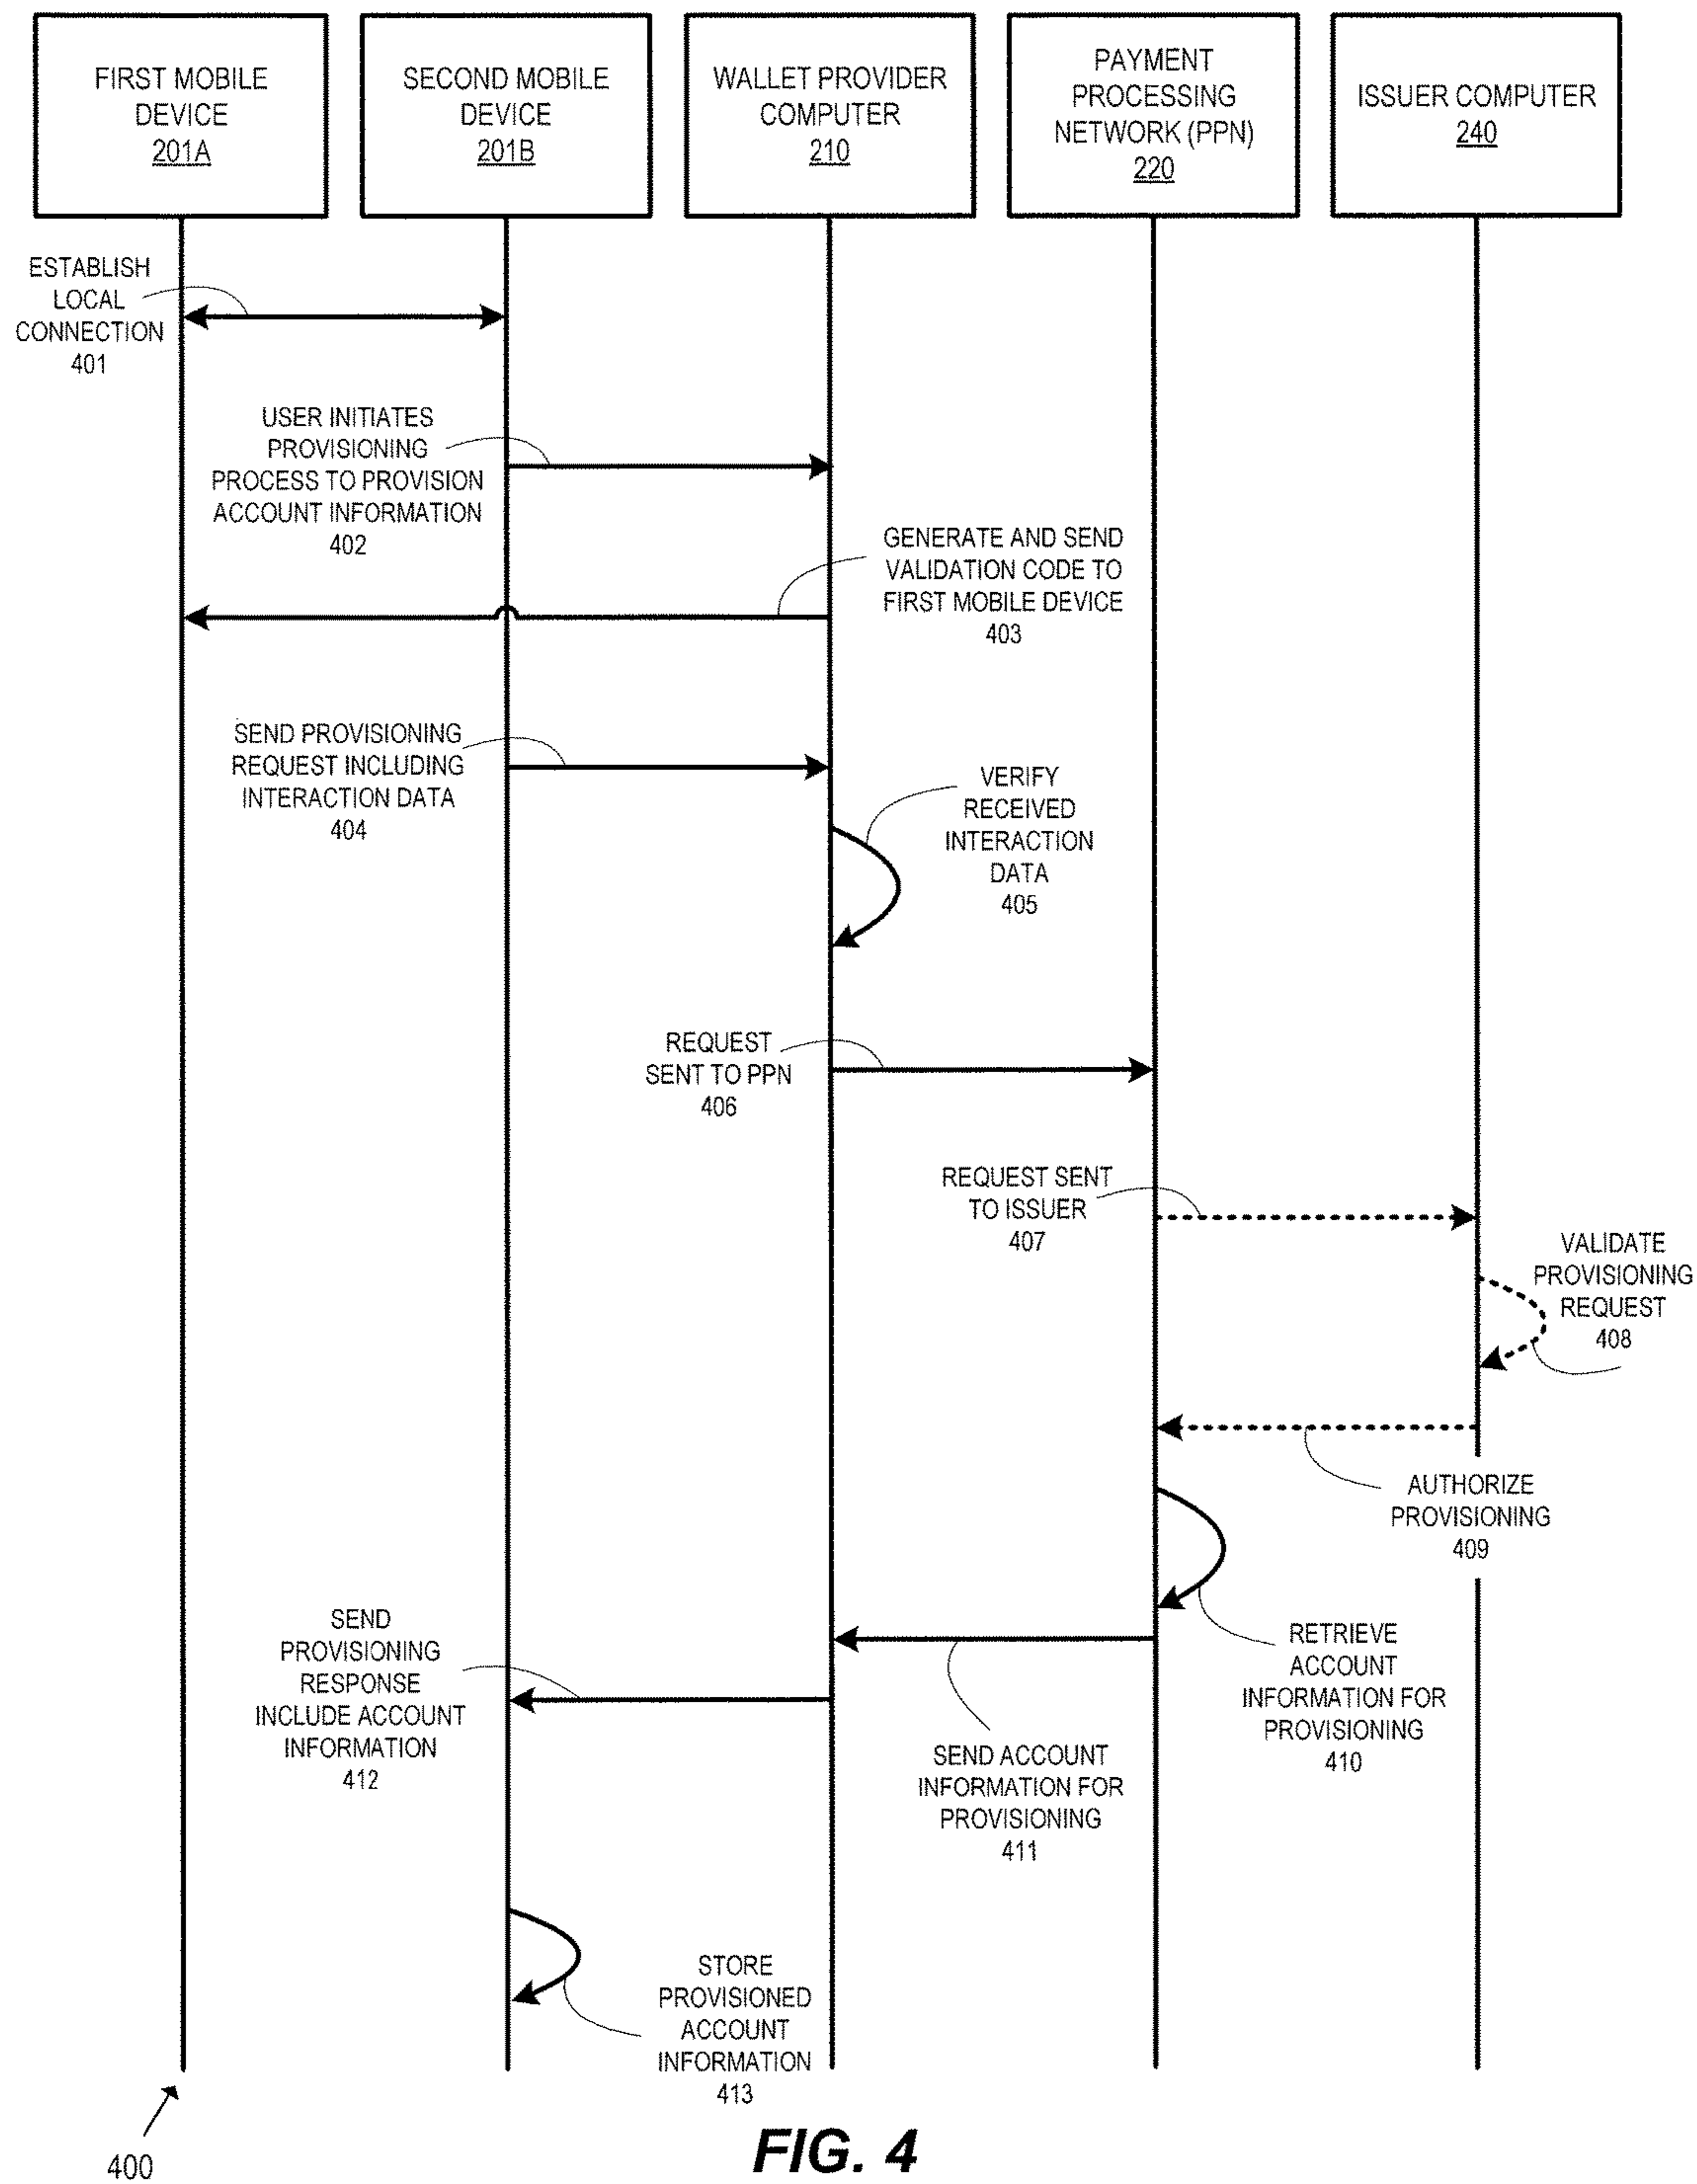 FIRST MOBILE
DEVICE
201A
SECOND MOBILE
DEVICE
201B
WALLET PROVIDER
COMPUTER
210
PAYMENT
PROCESSING
NETWORK (PPN)
220
ISSUER COMPUTER
240
ESTABLISH
LOCAL
CONNECTION
401
USER INITIATES
PROVISIONING
PROCESS TO PROVISION
ACCOUNT INFORMATION
402
GENERATE AND SEND
VALIDATION CODE TO
FIRST MOBILE DEVICE
403
SEND PROVISIONING
REQUEST INCLUDING
INTERACTION DATA
404
VERIFY
RECEIVED
INTERACTION
DATA
405
REQUEST
SENT TO PPN
406
REQUEST SENT
TO ISSUER
407
VALIDATE
PROVISIONING
REQUEST
408
AUTHORIZE
PROVISIONING
409
RETRIEVE
ACCOUNT
INFORMATION FOR
PROVISIONING
410
SEND ACCOUNT
INFORMATION FOR
PROVISIONING
411
SEND
PROVISIONING
RESPONSE
INCLUDE ACCOUNT
INFORMATION
412
STORE
PROVISIONED
ACCOUNT
INFORMATION
413
400
FIG. 4